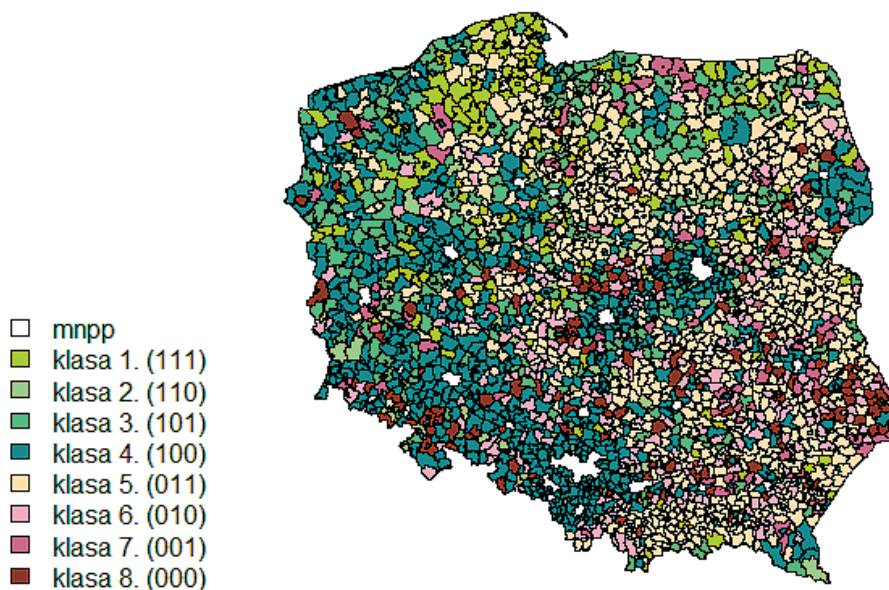 mnpp
klasa 1. (111)
klasa 2. (110)
klasa 3. (101)
klasa 4. (100)
klasa 5. (011)
klasa 6. (010)
klasa 7. (001)
klasa 8. (000)